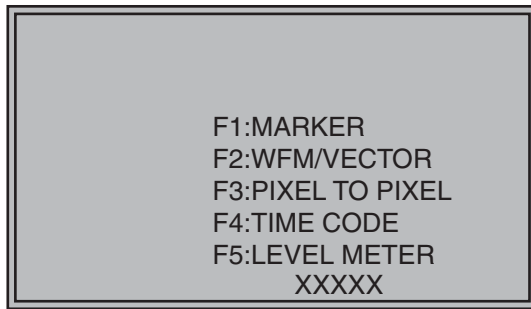 F1:MARKER
F2:WFM/VECTOR
F3:PIXEL TO PIXEL
F4:TIME CODE
F5:LEVEL METER
XXXXX